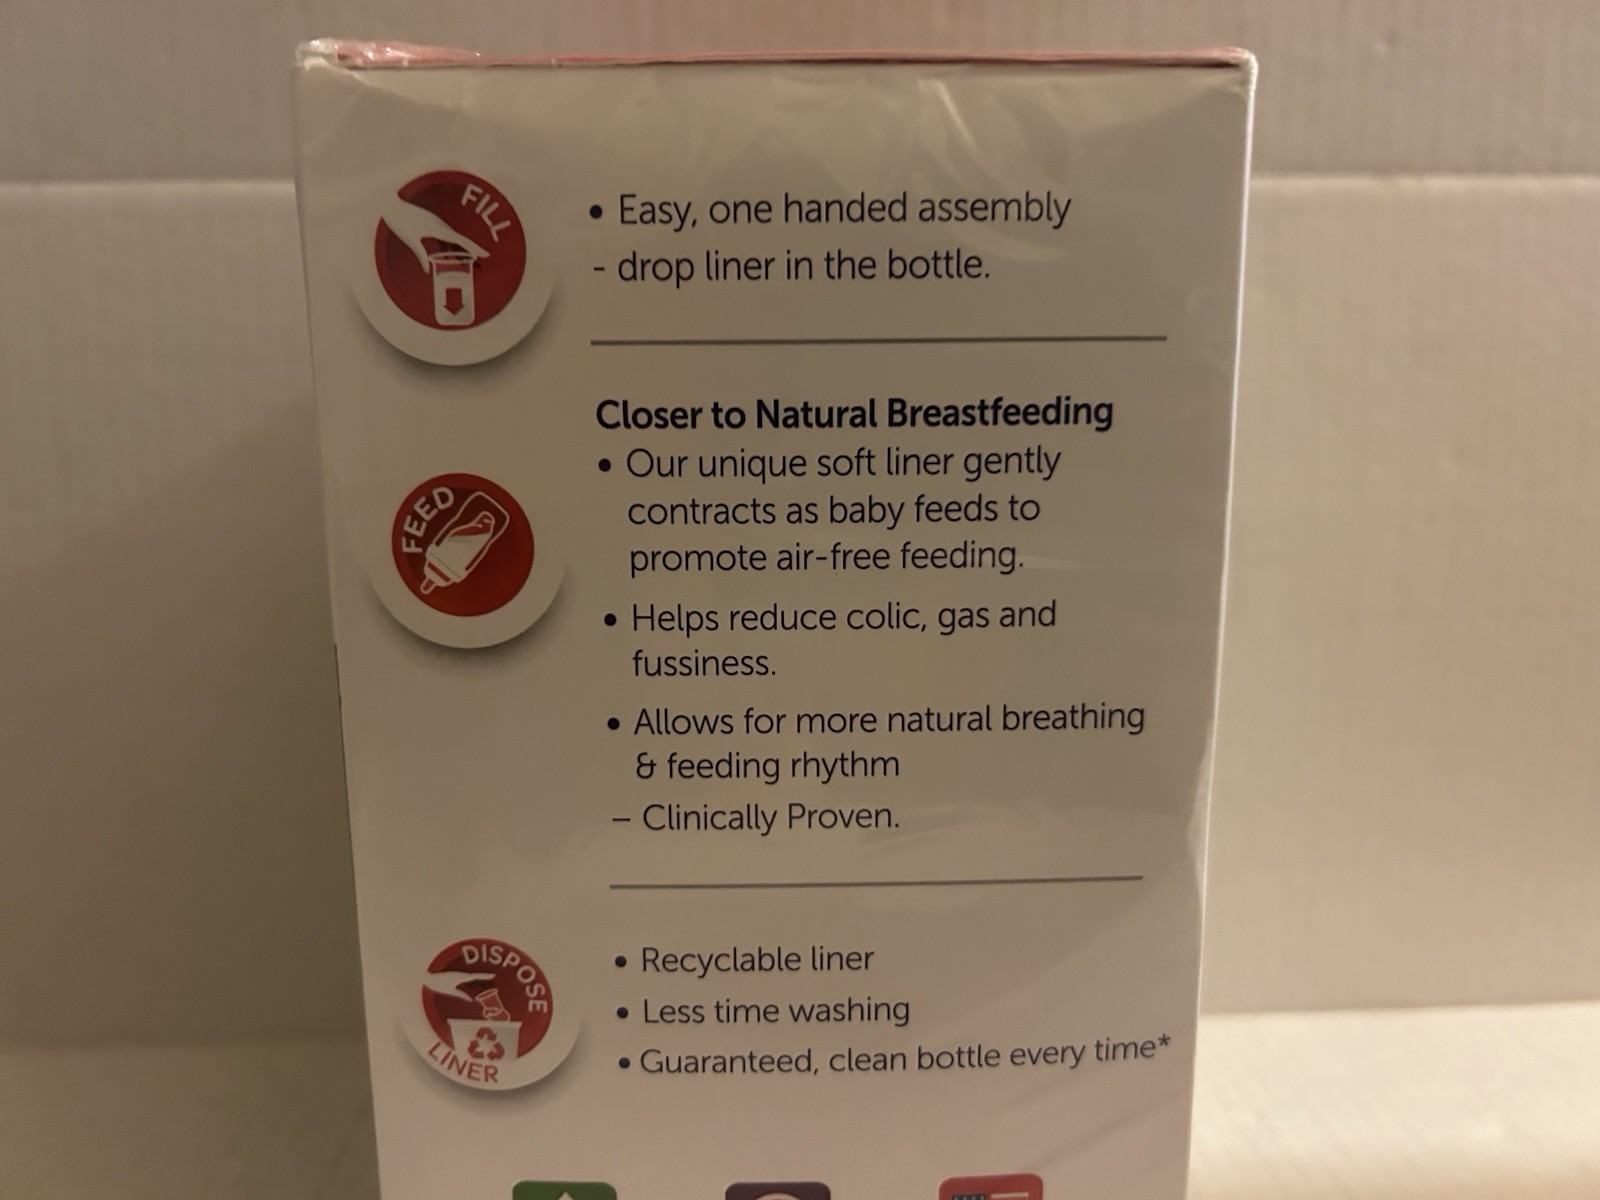 FILL
• Easy, one handed assembly
- drop liner in the bottle.
Closer to Natural Breastfeeding
FEED
• Our unique soft liner gently
contracts as baby feeds to
promote air-free feeding.
• Helps reduce colic, gas and
fussiness.
• Allows for more natural breathing
& feeding rhythm
– Clinically Proven.
DISPOSE
LINER
• Recyclable liner
• Less time washing
• Guaranteed, clean bottle every time*